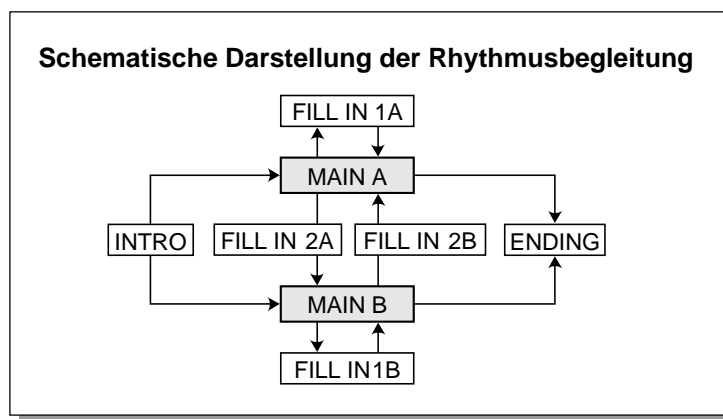 Schematische Darstellung der Rhythmusbegleitung
FILL IN 1A
MAIN A
INTRO
FILL IN 2A
FILL IN 2B
ENDING
MAIN B
FILL IN1B